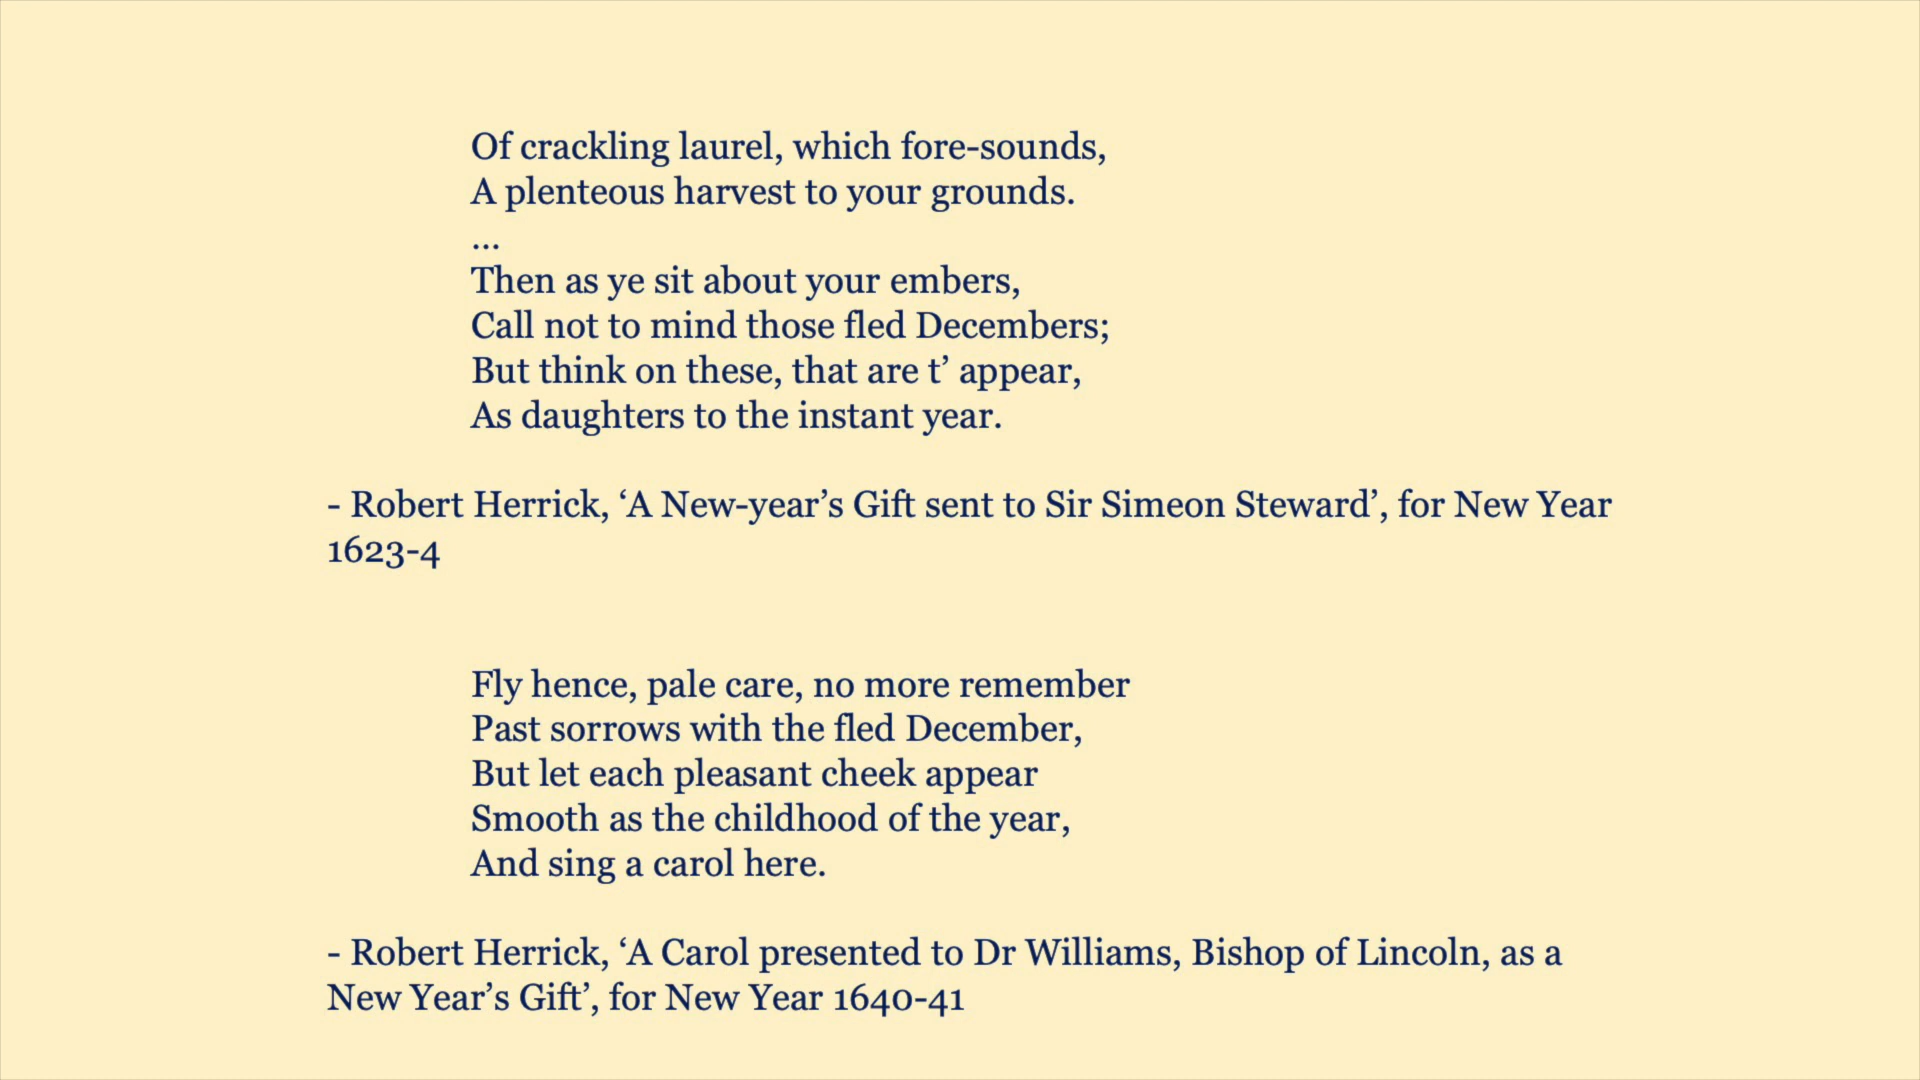 Of crackling laurel, which fore-sounds,
A plenteous harvest to your grounds.
...
Then as ye sit about your embers,
Call not to mind those fled Decembers;
But think on these, that are t’ appear,
As daughters to the instant year.
- Robert Herrick, ‘A New-year’s Gift sent to Sir Simeon Steward’, for New Year
1623-4
Fly hence, pale care, no more remember
Past sorrows with the fled December,
But let each pleasant cheek appear
Smooth as the childhood of the year,
And sing a carol here.
- Robert Herrick, ‘A Carol presented to Dr Williams, Bishop of Lincoln, as a
New Year’s Gift’, for New Year 1640-41